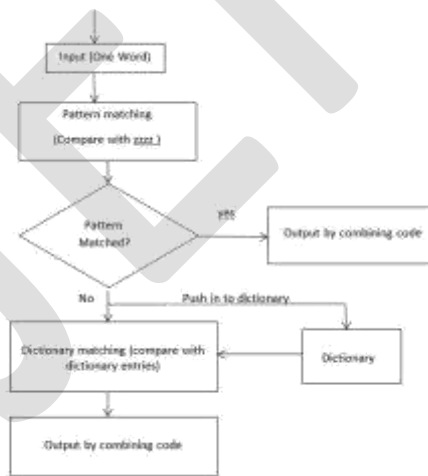 Input (One Word)
Pattern matching
(Compare with zzzz )
Pattern
Matched?
yes
Output by combining code
No
Push in to dictionary
Dictionary matching (compare with
dictionary entries)
Dictionary
Output by combining code